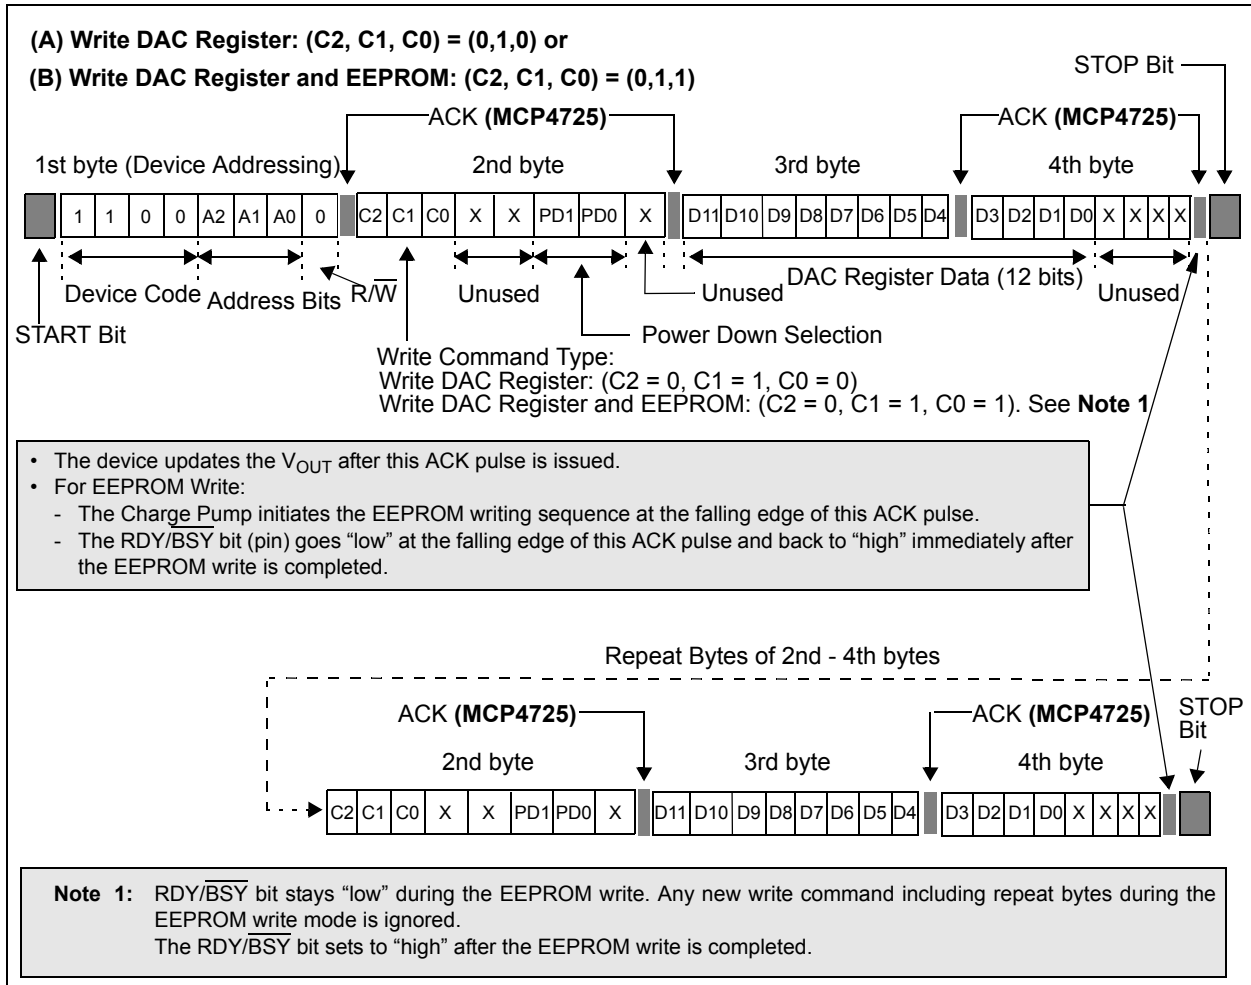 (A) Write DAC Register: (C2, C1, C0) = (0,1,0) or
(B) Write DAC Register and EEPROM: (C2, C1, C0) = (0,1,1)
STOP Bit
ACK (MCP4725) ACK (MCP4725)
1st byte (Device Addressing) 2nd byte 3rd byte 4th byte
1 1 0 0 A2 A1 A0 0 C2 C1 C0 X X PD1 PD0 X D11 D10 D9 D8 D7 D6 D5 D4 D3 D2 D1 D0 X X X X
Device Code Address Bits R/W̅ Unused Unused DAC Register Data (12 bits) Unused
START Bit Power Down Selection
Write Command Type:
Write DAC Register: (C2 = 0, C1 = 1, C0 = 0)
Write DAC Register and EEPROM: (C2 = 0, C1 = 1, C0 = 1). See Note 1
• The device updates the VOUT after this ACK pulse is issued.
• For EEPROM Write:
- The Charge Pump initiates the EEPROM writing sequence at the falling edge of this ACK pulse.
- The RDY/B̅S̅Y̅ bit (pin) goes “low” at the falling edge of this ACK pulse and back to “high” immediately after
the EEPROM write is completed.
Repeat Bytes of 2nd - 4th bytes
ACK (MCP4725) ACK (MCP4725) STOP
Bit
2nd byte 3rd byte 4th byte
C2 C1 C0 X X PD1 PD0 X D11 D10 D9 D8 D7 D6 D5 D4 D3 D2 D1 D0 X X X X
Note 1: RDY/B̅S̅Y̅ bit stays “low” during the EEPROM write. Any new write command including repeat bytes during the
EEPROM write mode is ignored.
The RDY/B̅S̅Y̅ bit sets to “high” after the EEPROM write is completed.